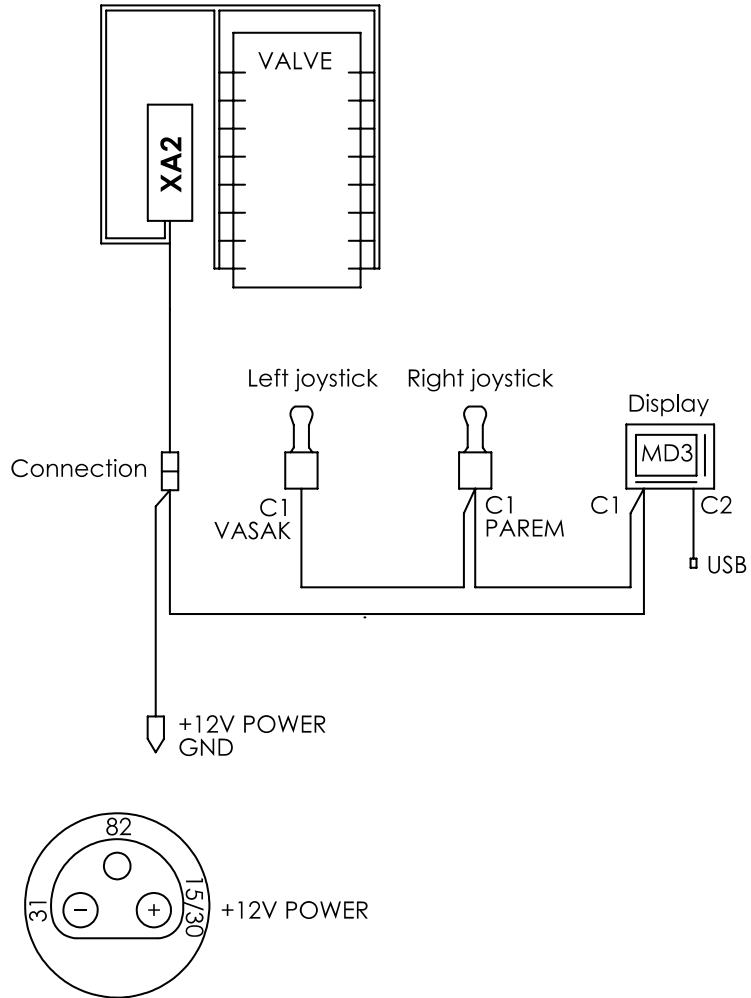 VALVE
XA2
Left joystick
Right joystick
Display
MD3
Connection
C1
VASAK
C1
PAREM
C1
C2
USB
+12V POWER
GND
82
31
−
+
15/30
+12V POWER